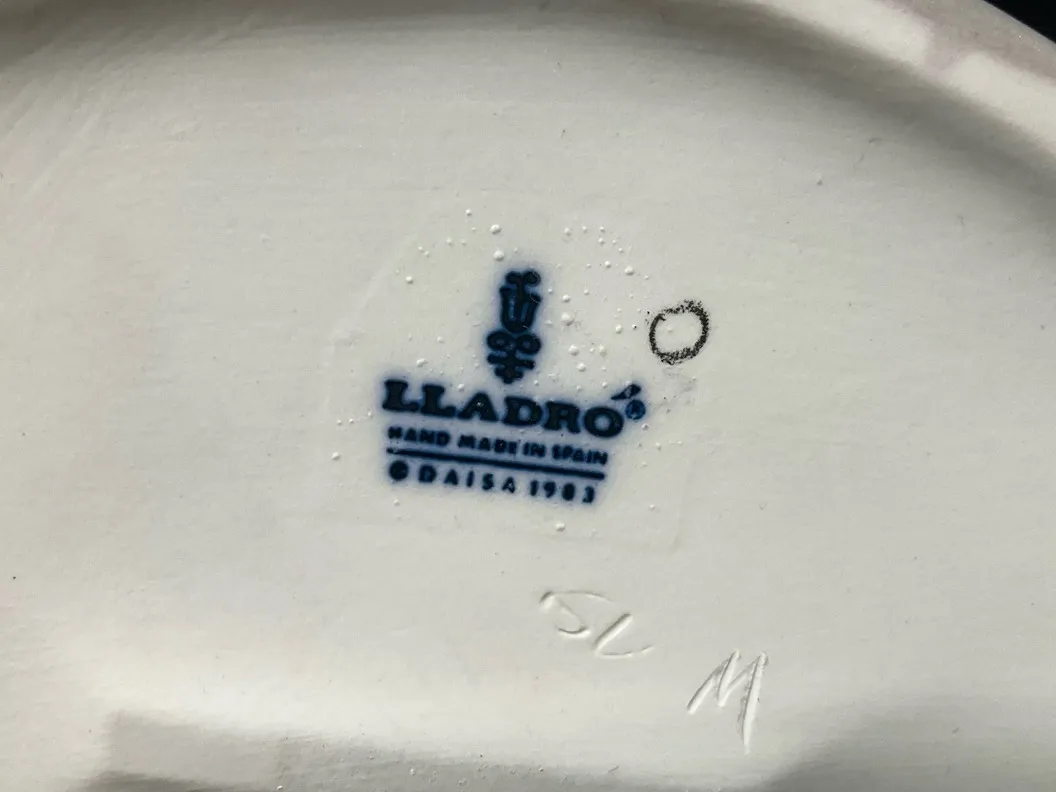 LLADRÓ®
HAND MADE IN SPAIN
© DAISA 1983
M